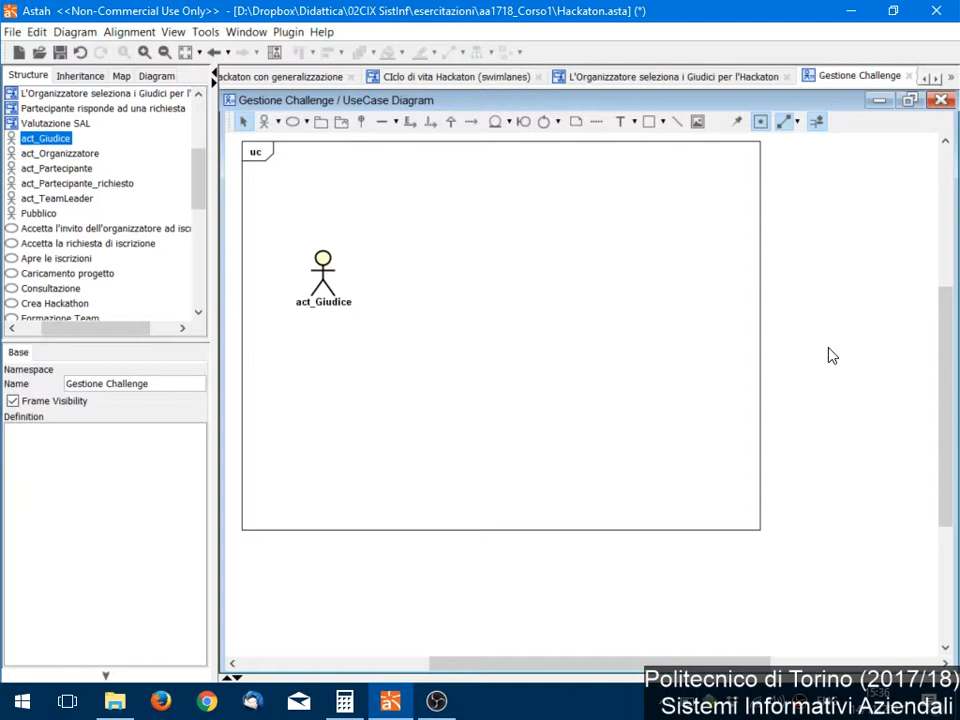 Astah <<Non-Commercial Use Only>> - [D:\Dropbox\Didattica\02CIX SistInf\esercitazioni\aa1718_Corso1\Hackaton.asta] (*)
File Edit Diagram Alignment View Tools Window Plugin Help
Structure Inheritance Map Diagram
ckaton con generalizzazione CIclo di vita Hackaton (swimlanes) L'Organizzatore seleziona i Giudici per l'Hackaton Gestione Challenge
L'Organizzatore seleziona i Giudici per l'
Partecipante risponde ad una richiesta
Valutazione SAL
act_Giudice
act_Organizzatore
act_Partecipante
act_Partecipante_richiesto
act_TeamLeader
Pubblico
Accetta l'invito dell'organizzatore ad isc
Accetta la richiesta di iscrizione
Apre le iscrizioni
Caricamento progetto
Consultazione
Crea Hackathon
Formazione Team
Gestione Challenge / UseCase Diagram
uc
act_Giudice
Base
Namespace
Name Gestione Challenge
Frame Visibility
Definition
15:36
Politecnico di Torino (2017/18)
Sistemi Informativi Aziendali